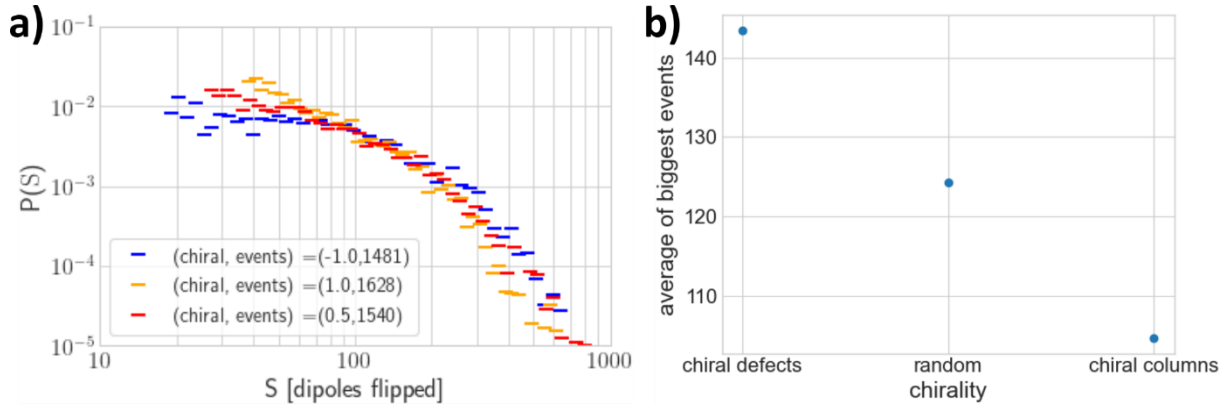 a)
10⁻¹
10⁻²
10⁻³
10⁻⁴
10⁻⁵
P(S)
(chiral, events) =(-1.0,1481)
(chiral, events) =(1.0,1628)
(chiral, events) =(0.5,1540)
10
100
1000
S [dipoles flipped]
b)
140
130
120
110
average of biggest events
chiral defects
random
chiral columns
chirality